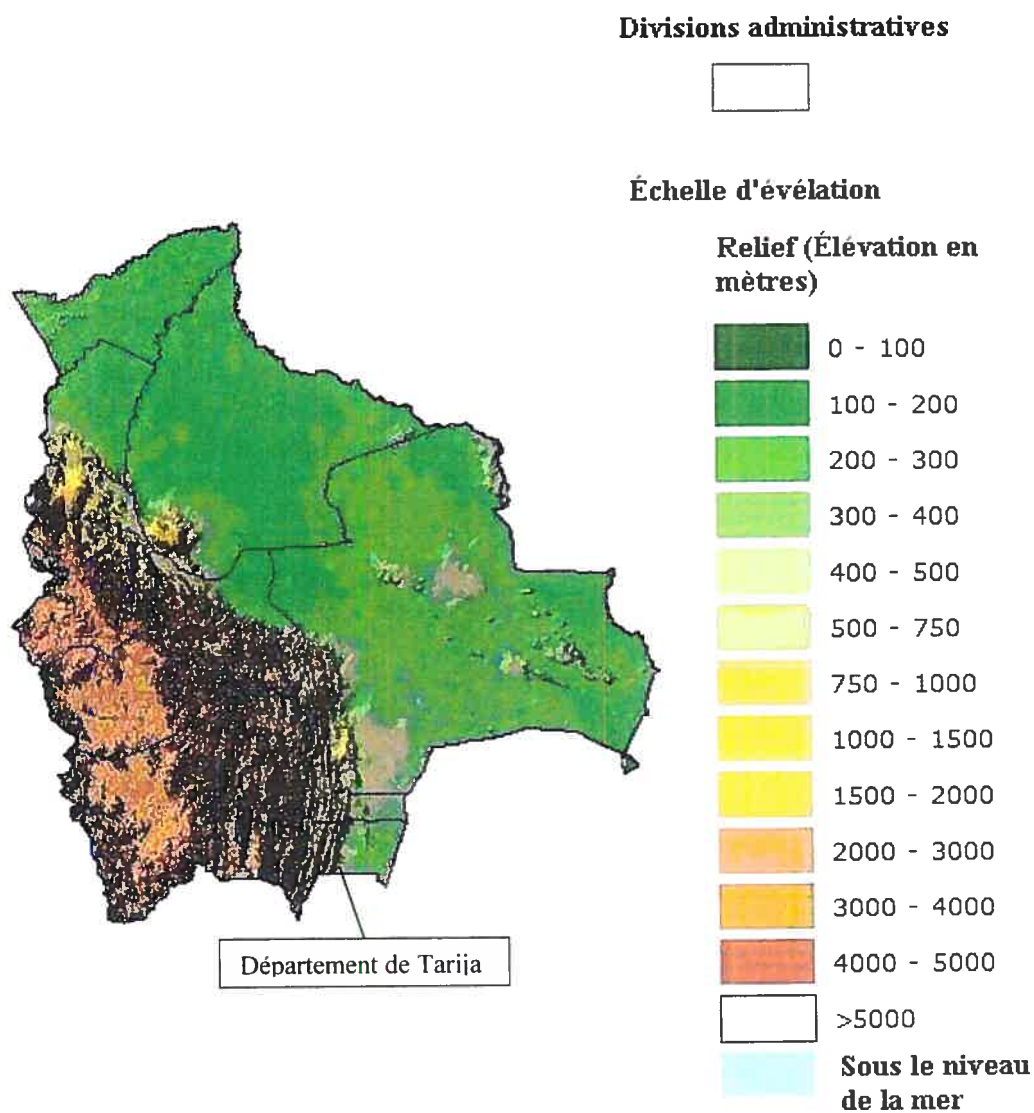 Divisions administratives
Échelle d'évélation
Relief (Élévation en
mètres)
0 - 100
100 - 200
200 - 300
300 - 400
400 - 500
500 - 750
750 - 1000
1000 - 1500
1500 - 2000
2000 - 3000
3000 - 4000
4000 - 5000
>5000
Sous le niveau
de la mer
Département de Tarija